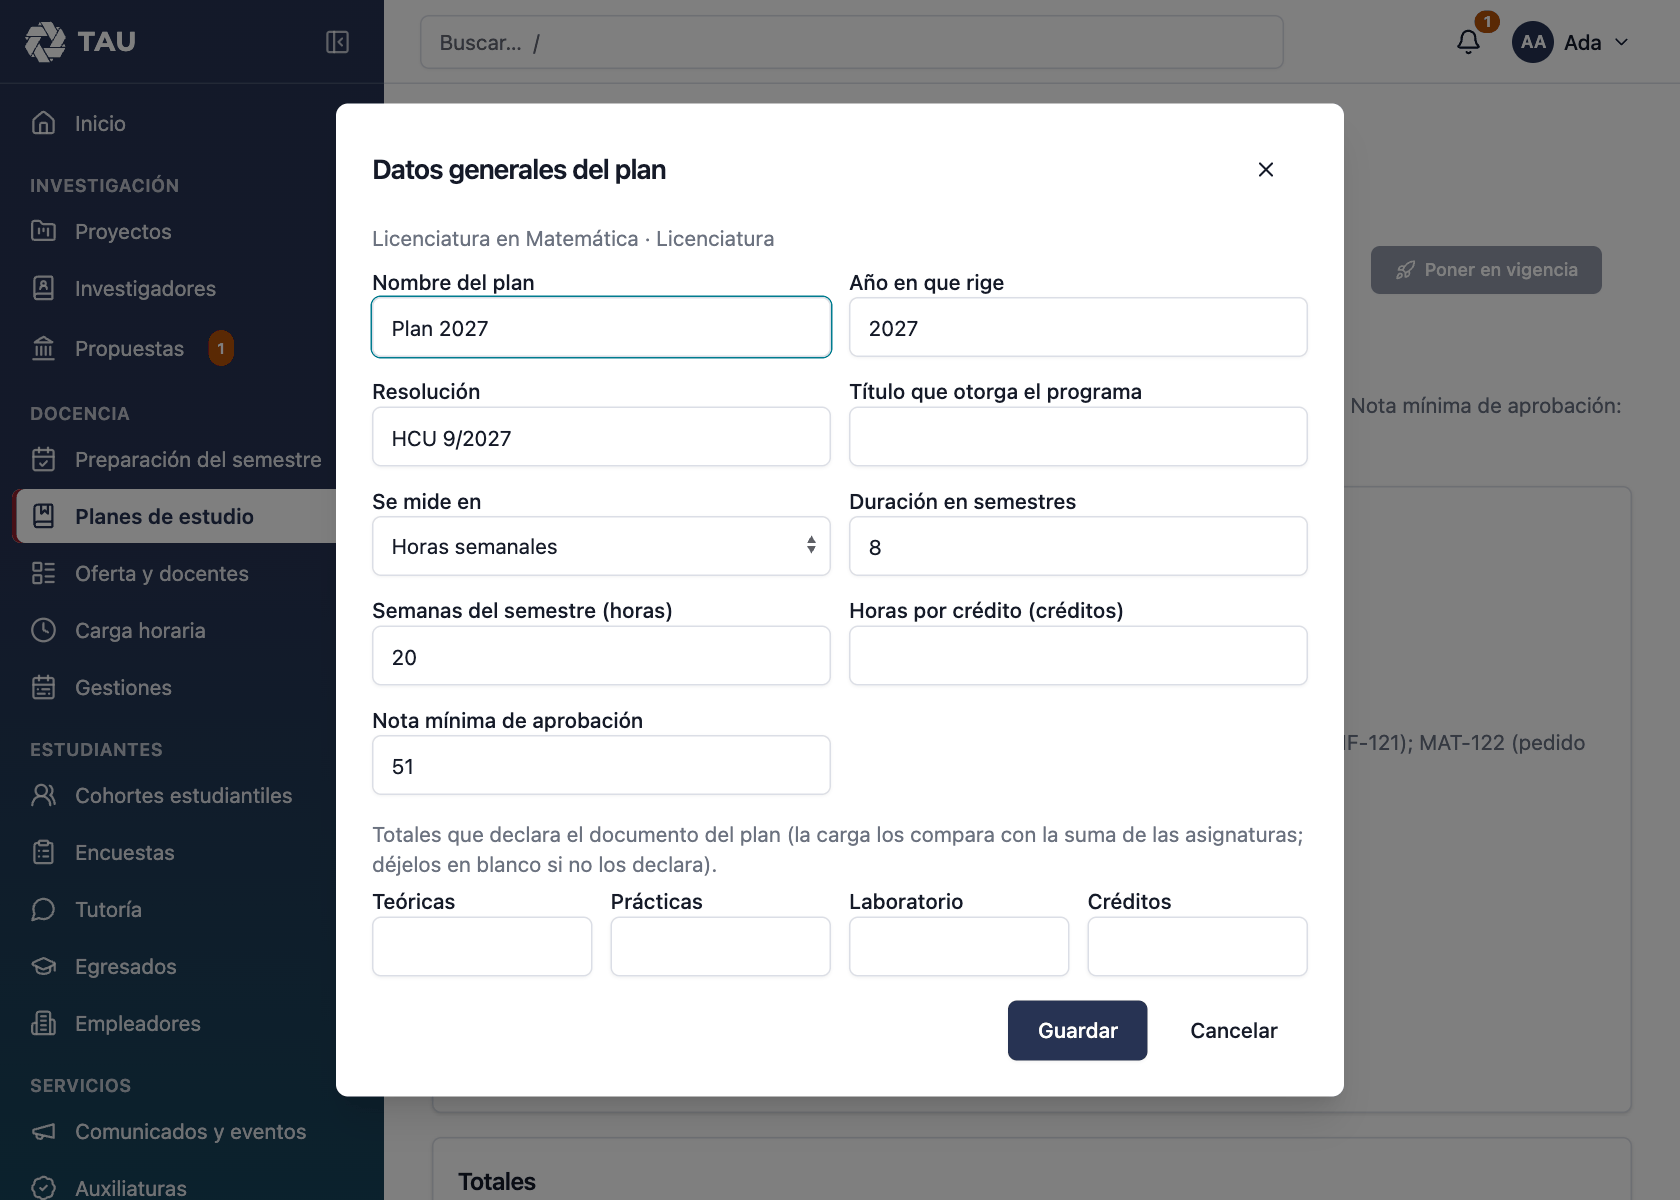 TAU
Buscar... /
1
AA
Ada
Inicio
INVESTIGACIÓN
Proyectos
Investigadores
Propuestas
1
DOCENCIA
Preparación del semestre
Planes de estudio
Oferta y docentes
Carga horaria
Gestiones
ESTUDIANTES
Cohortes estudiantiles
Encuestas
Tutoría
Egresados
Empleadores
SERVICIOS
Comunicados y eventos
Auxiliaturas
Datos generales del plan
Licenciatura en Matemática · Licenciatura
Nombre del plan
Plan 2027
Año en que rige
2027
Resolución
HCU 9/2027
Título que otorga el programa
Se mide en
Horas semanales
Duración en semestres
8
Semanas del semestre (horas)
20
Horas por crédito (créditos)
Nota mínima de aprobación
51
Totales que declara el documento del plan (la carga los compara con la suma de las asignaturas;
déjelos en blanco si no los declara).
Teóricas
Prácticas
Laboratorio
Créditos
Guardar
Cancelar
Poner en vigencia
Nota mínima de aprobación:
F-121); MAT-122 (pedido
Totales